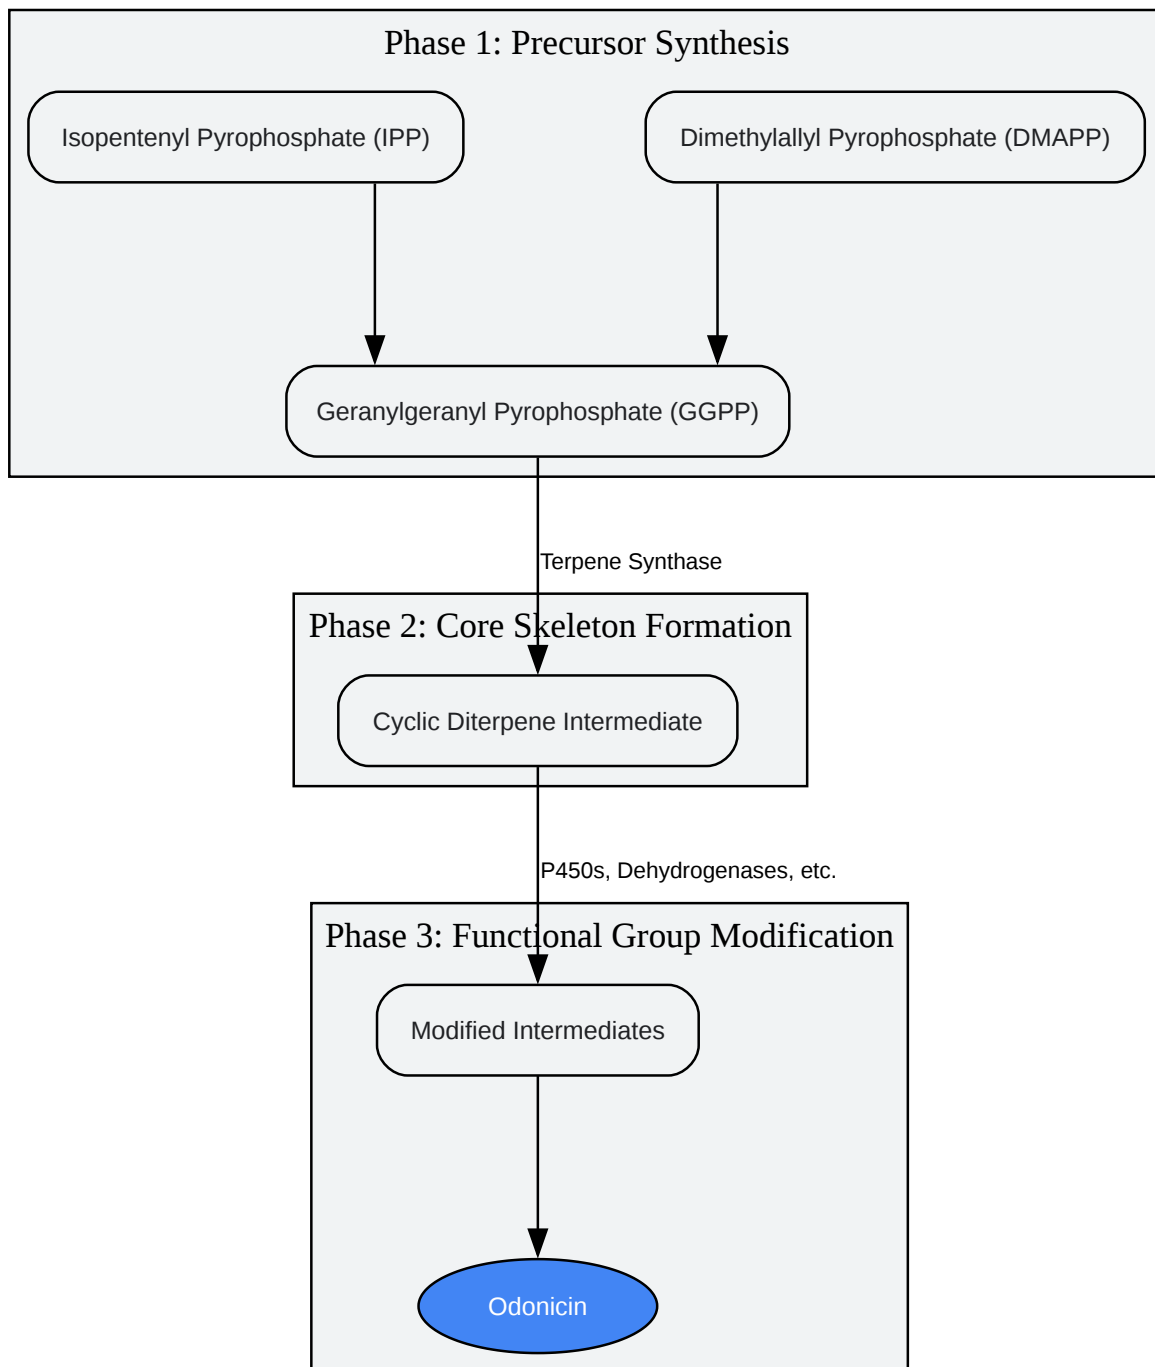 Phase 1: Precursor Synthesis
Isopentenyl Pyrophosphate (IPP)
Dimethylallyl Pyrophosphate (DMAPP)
Geranylgeranyl Pyrophosphate (GGPP)
Terpene Synthase
Phase 2: Core Skeleton Formation
Cyclic Diterpene Intermediate
P450s, Dehydrogenases, etc.
Phase 3: Functional Group Modification
Modified Intermediates
Odonicin